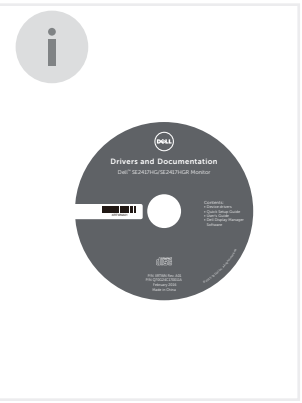 i
DELL
Drivers and Documentation
Dell™ SE2417HG/SE2417HGR Monitor
Contents:
• Device drivers
• Quick Setup Guide
• User's Guide
• Dell Display Manager
Software
February 2016
Made in China